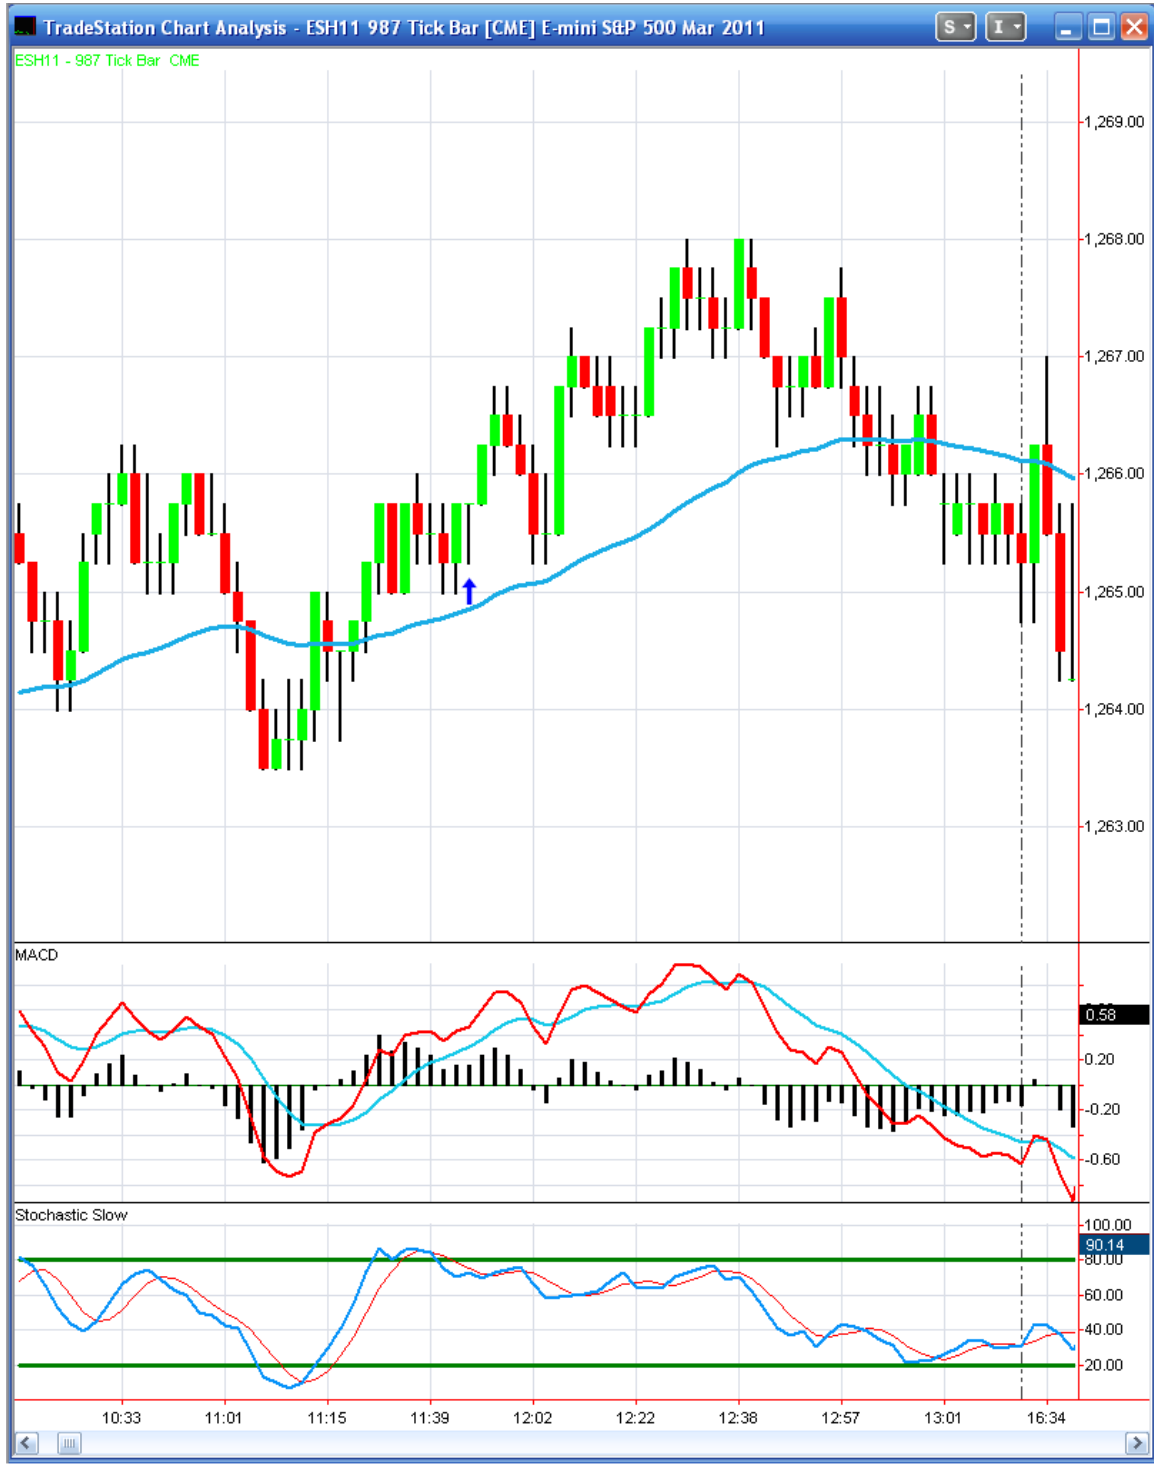 TradeStation Chart Analysis - ESH11 987 Tick Bar [CME] E-mini S&P 500 Mar 2011
S I
ESH11 - 987 Tick Bar CME
1,269.00
1,268.00
1,267.00
1,266.00
1,265.00
1,264.00
1,263.00
MACD
0.58
0.20
-0.20
-0.60
Stochastic Slow
100.00
90.14
80.00
60.00
40.00
20.00
10:33 11:01 11:15 11:39 12:02 12:22 12:38 12:57 13:01 16:34